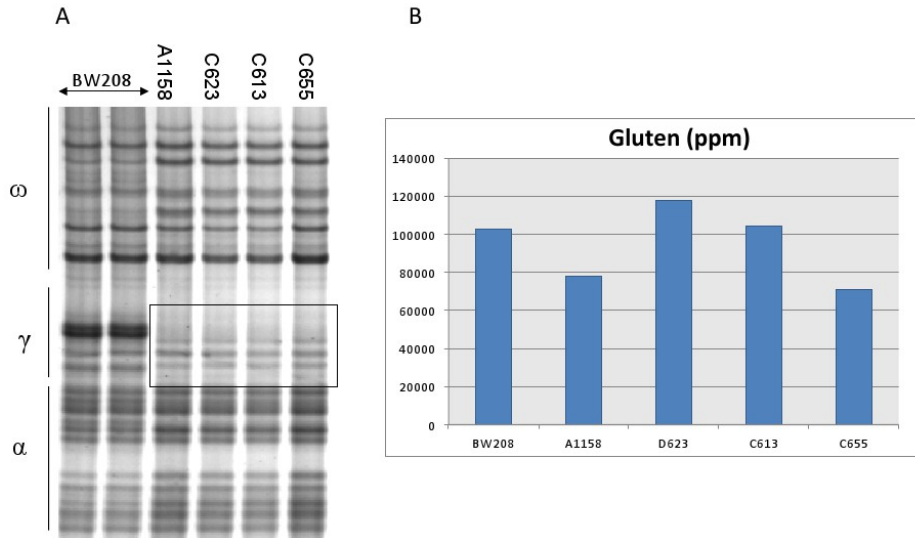 A
B
BW208
A1158
C623
C613
C655
ω
γ
α
Gluten (ppm)
140000
120000
100000
80000
60000
40000
20000
0
BW208 A1158 D623 C613 C655